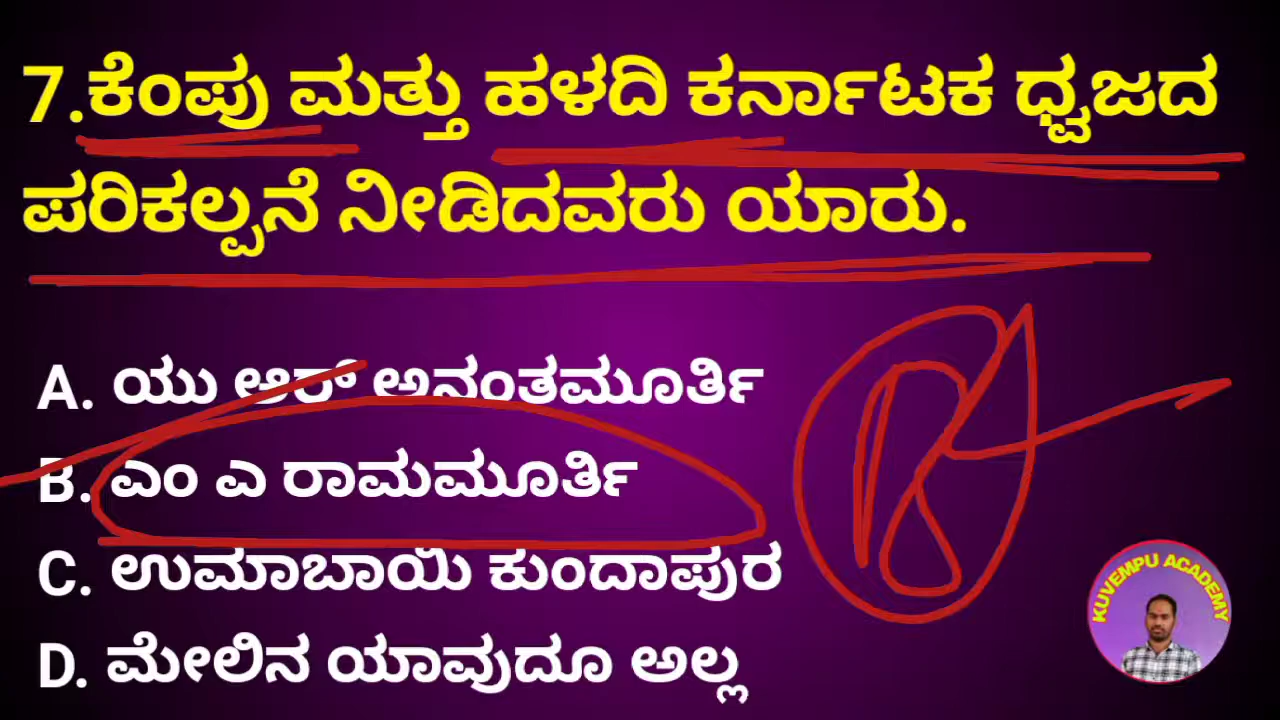 7.ಕೆಂಪು ಮತ್ತು ಹಳದಿ ಕರ್ನಾಟಕ ಧ್ವಜದ
ಪರಿಕಲ್ಪನೆ ನೀಡಿದವರು ಯಾರು.
A. ಯು ಆರ್ ಅನಂತಮೂರ್ತಿ
B. ಎಂ ಎ ರಾಮಮೂರ್ತಿ
C. ಉಮಾಬಾಯಿ ಕುಂದಾಪುರ
D. ಮೇಲಿನ ಯಾವುದೂ ಅಲ್ಲ
B
KUVEMPU ACADEMY